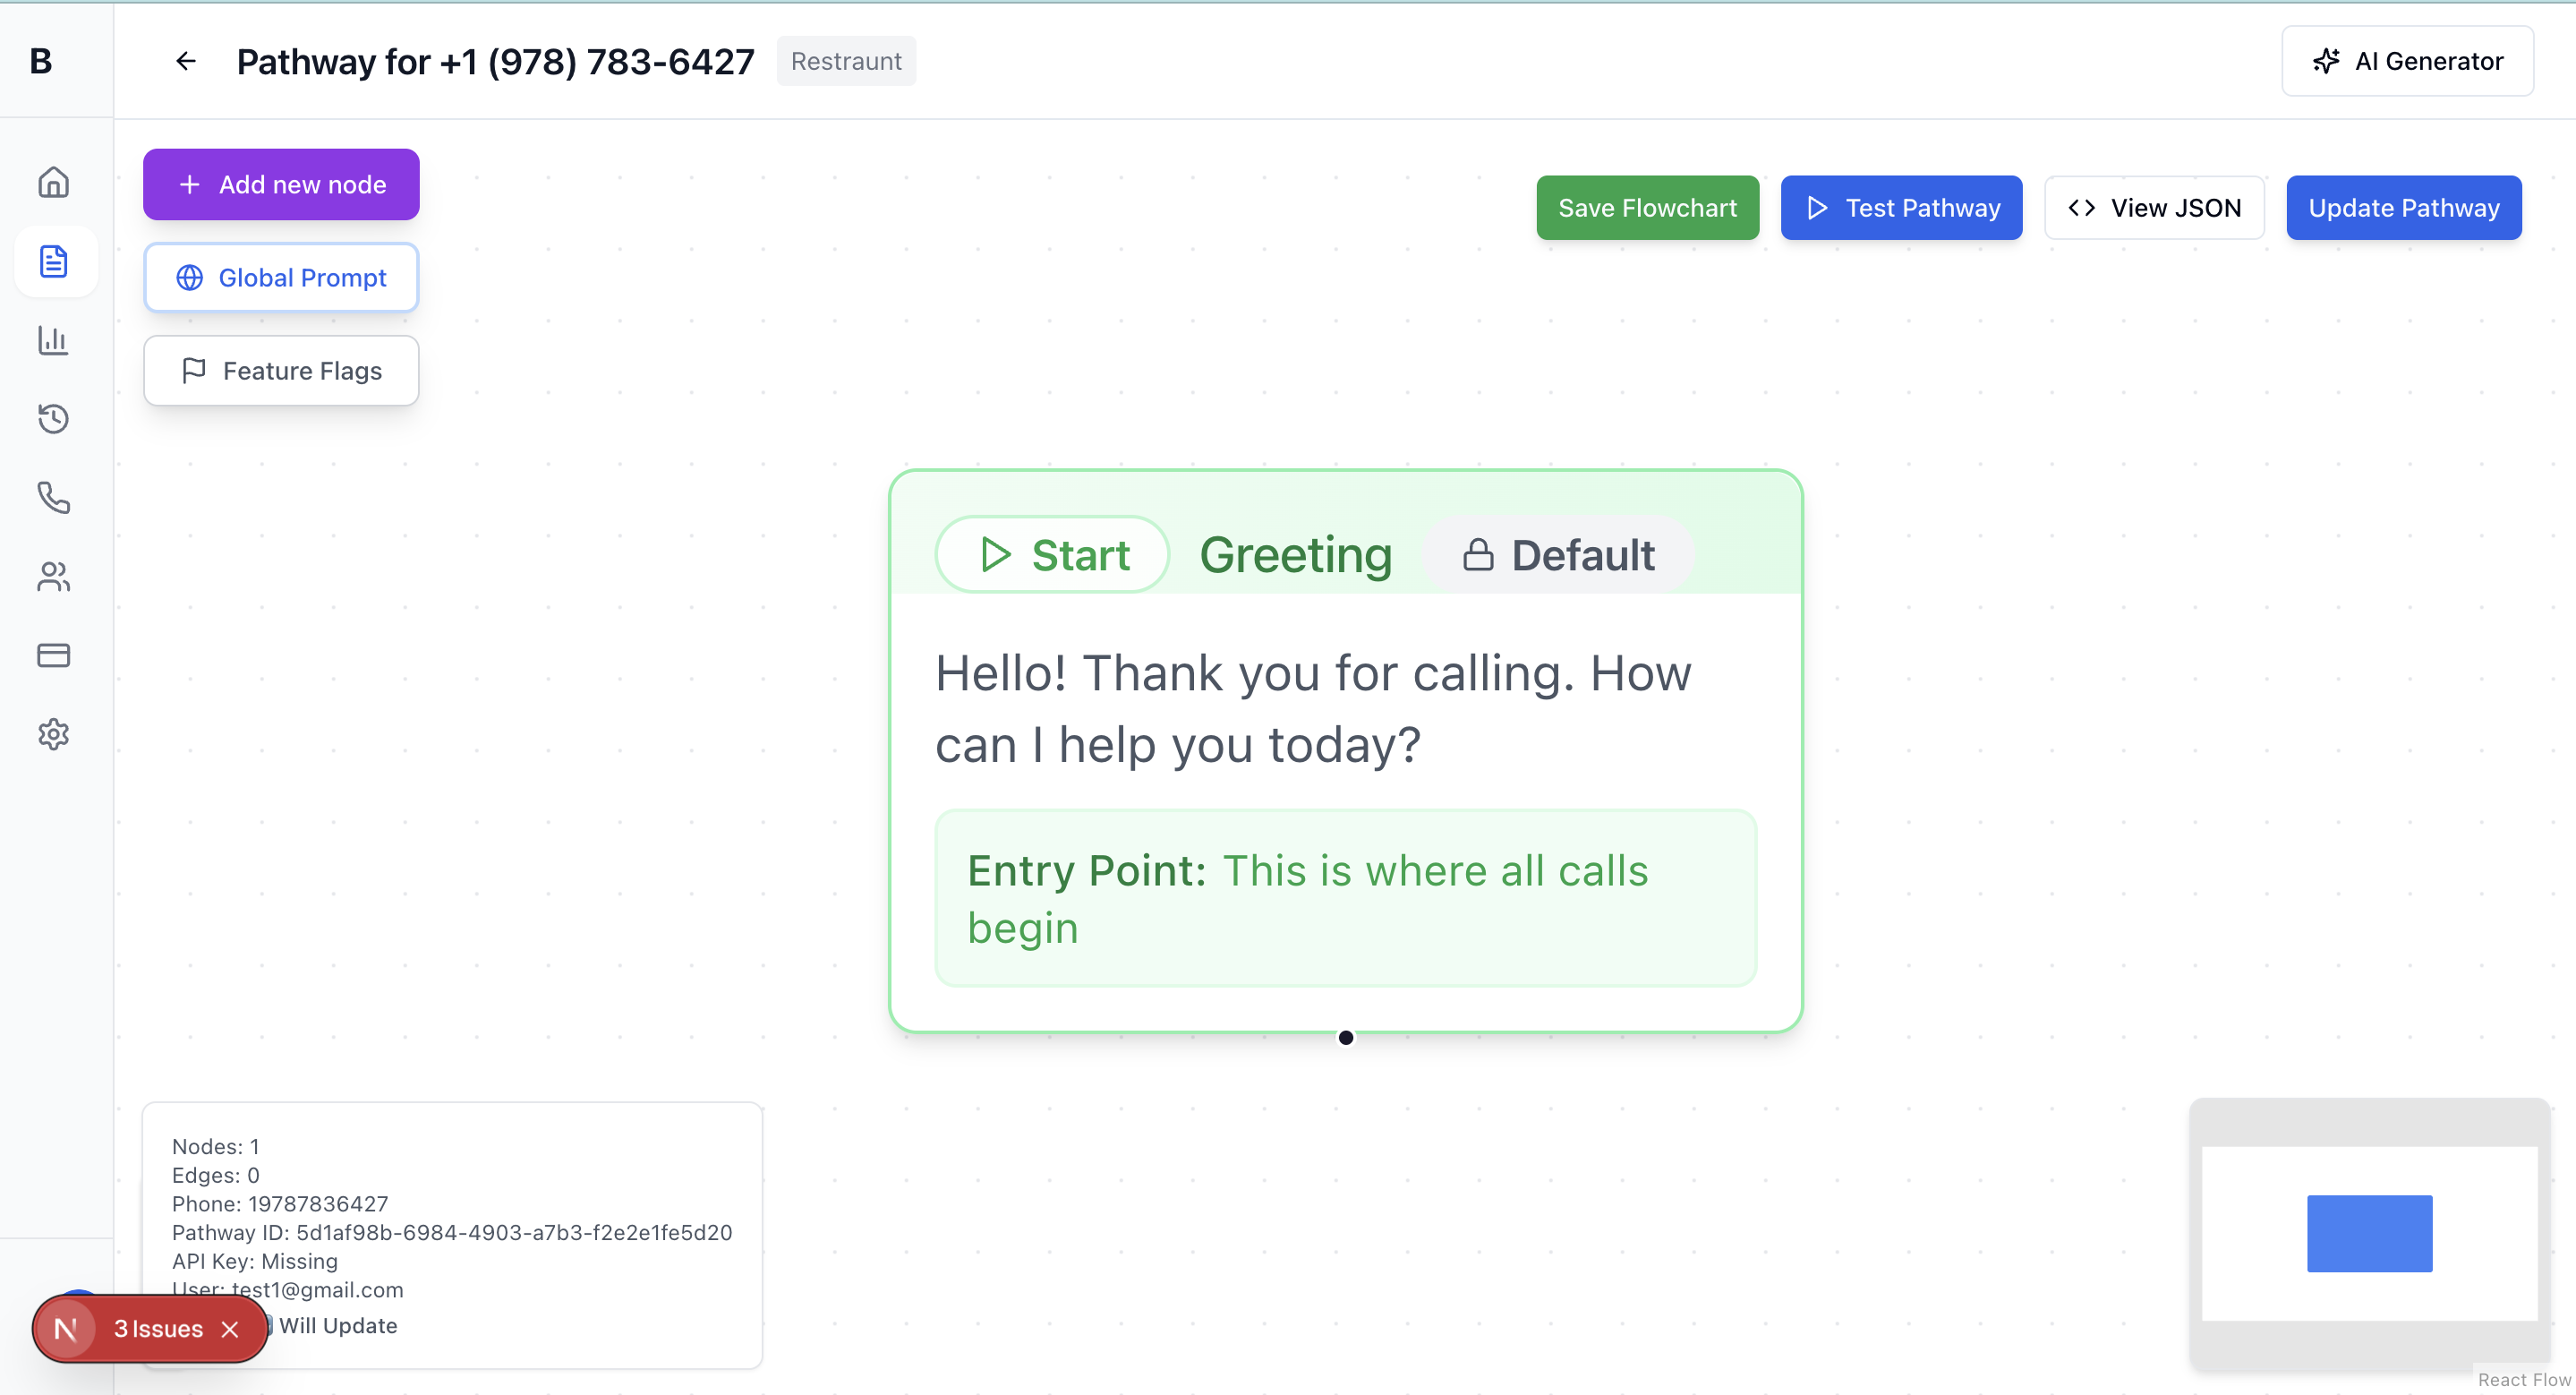 B
Pathway for +1 (978) 783-6427
Restraunt
AI Generator
Add new node
Global Prompt
Feature Flags
Save Flowchart
Test Pathway
View JSON
Update Pathway
Start
Greeting
Default
Hello! Thank you for calling. How
can I help you today?
Entry Point: This is where all calls
begin
Nodes: 1
Edges: 0
Phone: 19787836427
Pathway ID: 5d1af98b-6984-4903-a7b3-f2e2e1fe5d20
API Key: Missing
User: test1@gmail.com
Will Update
N
3 Issues
React Flow